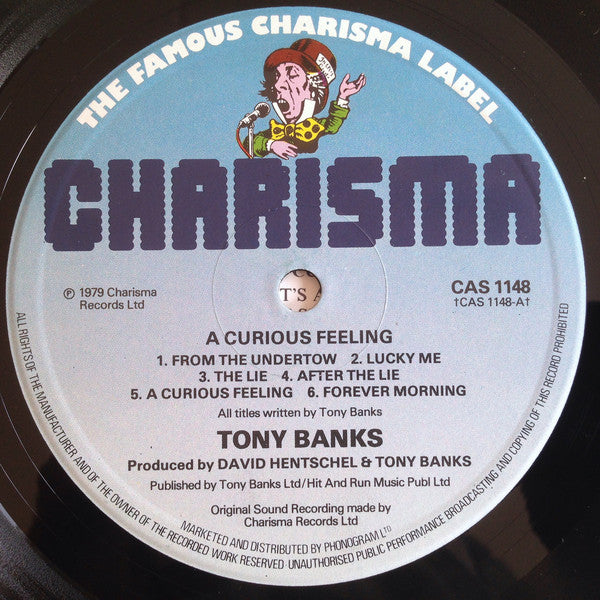 THE FAMOUS CHARISMA LABEL
CHARISMA
℗ 1979 Charisma
Records Ltd
T'S A
CAS 1148
†CAS 1148-A†
A CURIOUS FEELING
1. FROM THE UNDERTOW 2. LUCKY ME
3. THE LIE 4. AFTER THE LIE
5. A CURIOUS FEELING 6. FOREVER MORNING
All titles written by Tony Banks
TONY BANKS
Produced by DAVID HENTSCHEL & TONY BANKS
Published by Tony Banks Ltd/Hit And Run Music Publ Ltd
Original Sound Recording made by
Charisma Records Ltd
MARKETED AND DISTRIBUTED BY PHONOGRAM LTD
ALL RIGHTS OF THE MANUFACTURER AND OF THE OWNER OF THE RECORDED WORK RESERVED·UNAUTHORISED PUBLIC PERFORMANCE BROADCASTING AND COPYING OF THIS RECORD PROHIBITED